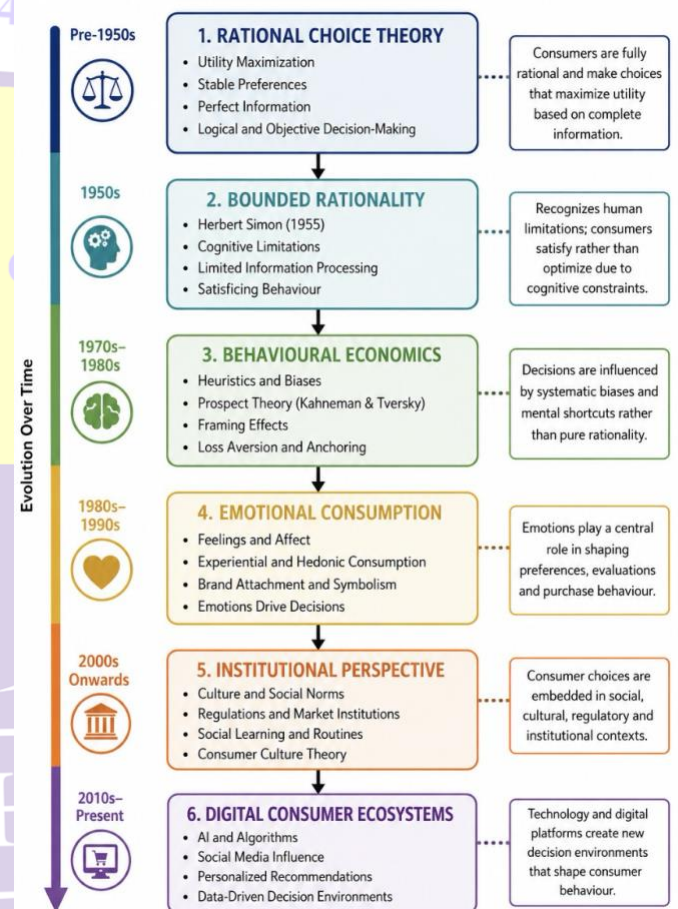 Evolution Over Time
Pre-1950s
1. RATIONAL CHOICE THEORY
• Utility Maximization
• Stable Preferences
• Perfect Information
• Logical and Objective Decision-Making
Consumers are fully
rational and make choices
that maximize utility
based on complete
information.
1950s
2. BOUNDED RATIONALITY
• Herbert Simon (1955)
• Cognitive Limitations
• Limited Information Processing
• Satisficing Behaviour
Recognizes human
limitations; consumers
satisfy rather than
optimize due to
cognitive constraints.
1970s–
1980s
3. BEHAVIOURAL ECONOMICS
• Heuristics and Biases
• Prospect Theory (Kahneman & Tversky)
• Framing Effects
• Loss Aversion and Anchoring
Decisions are influenced
by systematic biases and
mental shortcuts rather
than pure rationality.
1980s–
1990s
4. EMOTIONAL CONSUMPTION
• Feelings and Affect
• Experiential and Hedonic Consumption
• Brand Attachment and Symbolism
• Emotions Drive Decisions
Emotions play a central
role in shaping
preferences, evaluations
and purchase behaviour.
2000s
Onwards
5. INSTITUTIONAL PERSPECTIVE
• Culture and Social Norms
• Regulations and Market Institutions
• Social Learning and Routines
• Consumer Culture Theory
Consumer choices are
embedded in social,
cultural, regulatory and
institutional contexts.
2010s–
Present
6. DIGITAL CONSUMER ECOSYSTEMS
• AI and Algorithms
• Social Media Influence
• Personalized Recommendations
• Data-Driven Decision Environments
Technology and digital
platforms create new
decision environments
that shape consumer
behaviour.